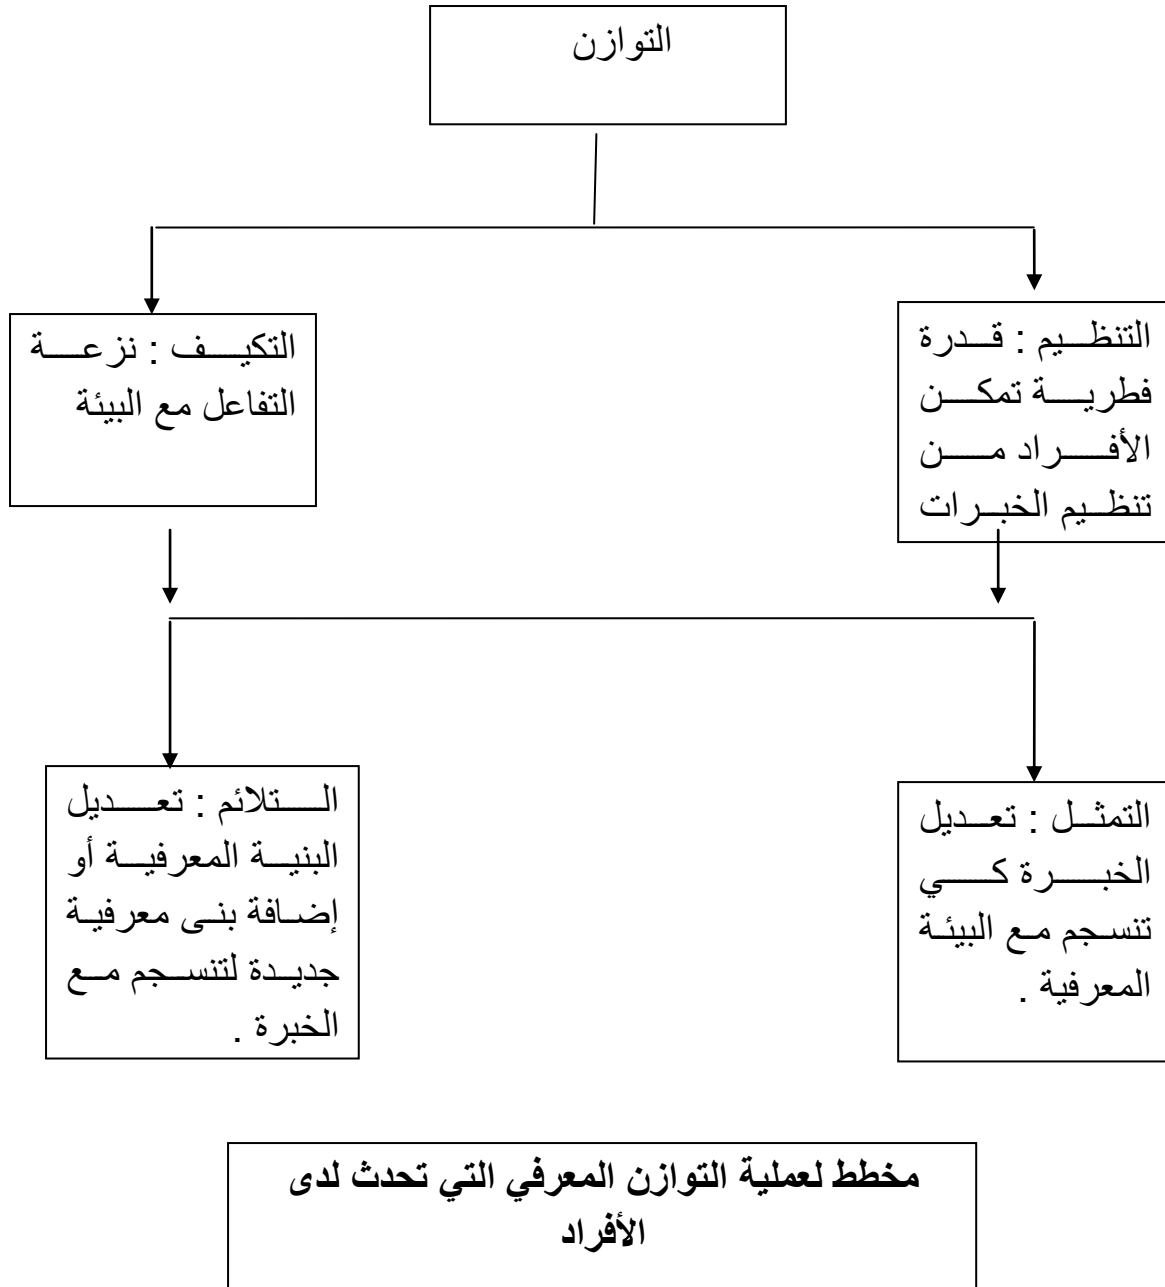 التوازن
التنظيم : قدرة
فطرية تمكن
الأفراد من
تنظيم الخبرات
التكيف : نزعة
التفاعل مع البيئة
التمثل : تعديل
الخبرة كي
تنسجم مع البيئة
المعرفية .
التلائم : تعديل
البنية المعرفية أو
إضافة بنى معرفية
جديدة لتنسجم مع
الخبرة .
مخطط لعملية التوازن المعرفي التي تحدث لدى
الأفراد